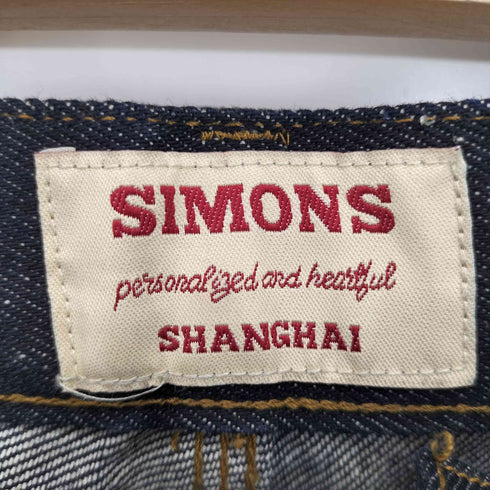 SIMONS
personalized and heartful
SHANGHAI